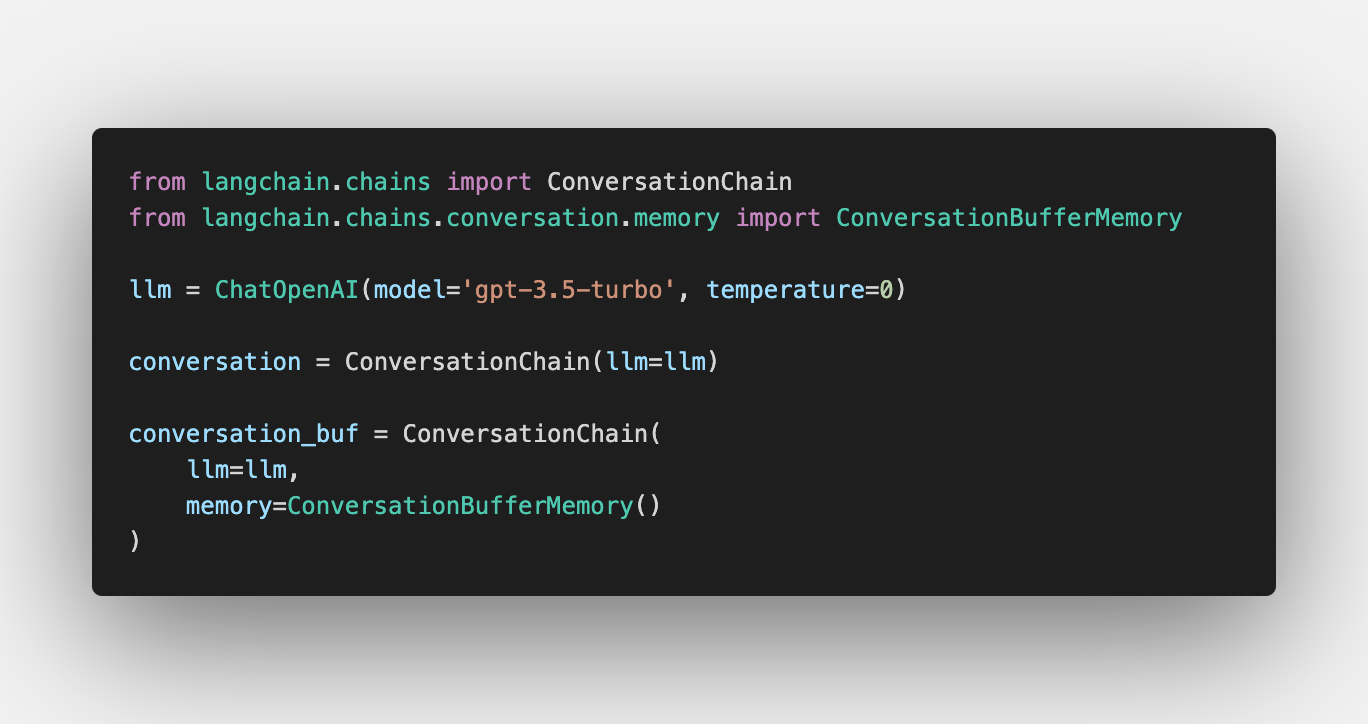 from langchain.chains import ConversationChain
from langchain.chains.conversation.memory import ConversationBufferMemory
llm = ChatOpenAI(model='gpt-3.5-turbo', temperature=0)
conversation = ConversationChain(llm=llm)
conversation_buf = ConversationChain(
    llm=llm,
    memory=ConversationBufferMemory()
)